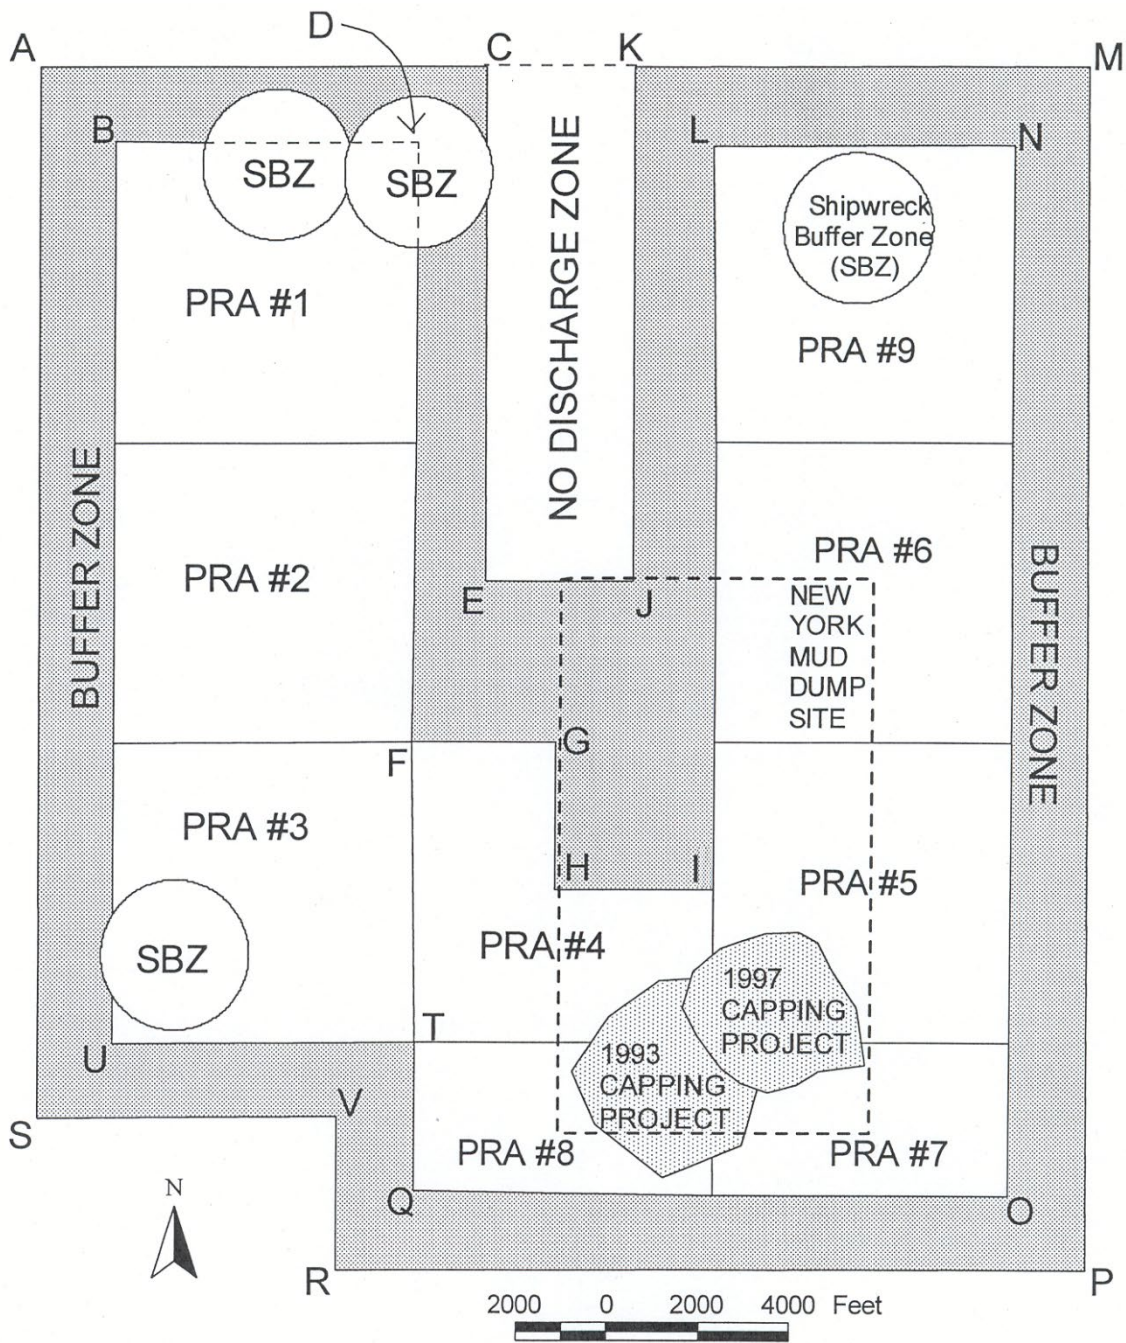 D
A
C
K
M
B
L
N
SBZ
SBZ
Shipwreck
Buffer Zone
(SBZ)
NO DISCHARGE ZONE
PRA #1
PRA #9
BUFFER ZONE
PRA #2
PRA #6
BUFFER ZONE
E
J
NEW
YORK
MUD
DUMP
SITE
F
G
PRA #3
H
I
PRA #5
PRA #4
SBZ
1997
CAPPING
PROJECT
T
U
1993
CAPPING
PROJECT
V
S
PRA #8
PRA #7
N
Q
O
R
P
2000 0 2000 4000 Feet